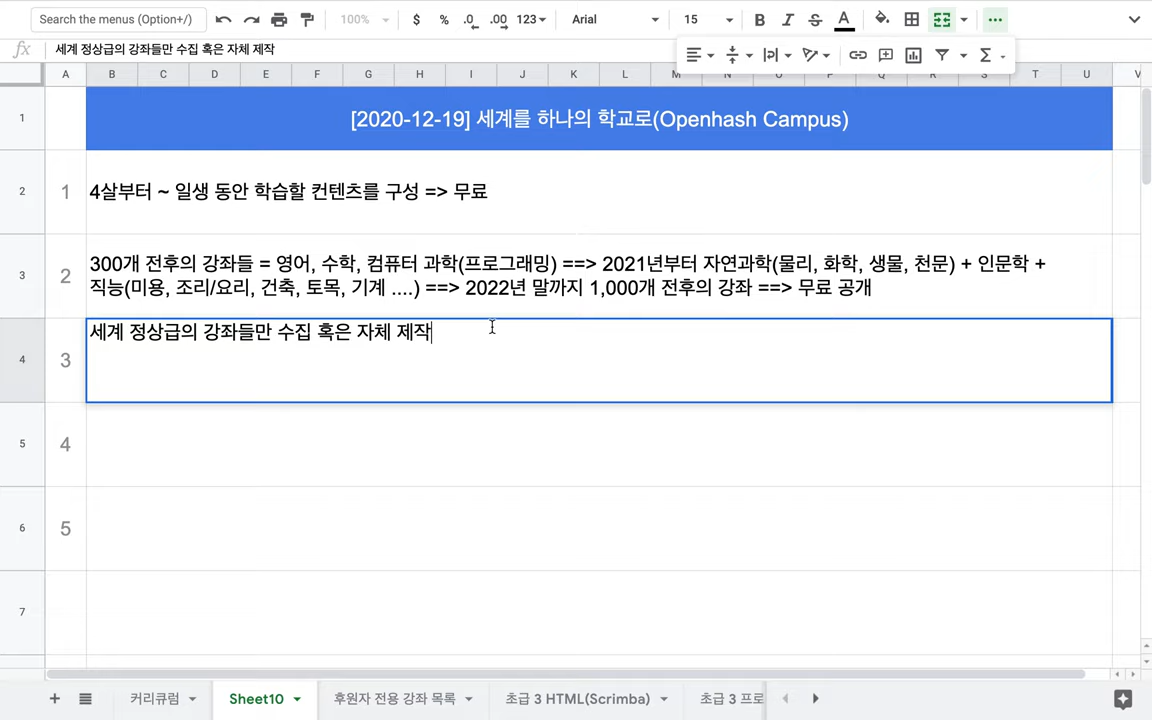 Search the menus (Option+/)
100%
$ % .0 .00 123
Arial
15
B I S A
fx 세계 정상급의 강좌들만 수집 혹은 자체 제작
A B C D E F G H I J K L M N O P Q R S T U V
1 [2020-12-19] 세계를 하나의 학교로(Openhash Campus)
2 1 4살부터 ~ 일생 동안 학습할 컨텐츠를 구성 => 무료
3 2 300개 전후의 강좌들 = 영어, 수학, 컴퓨터 과학(프로그래밍) ==> 2021년부터 자연과학(물리, 화학, 생물, 천문) + 인문학 +
직능(미용, 조리/요리, 건축, 토목, 기계 ....) ==> 2022년 말까지 1,000개 전후의 강좌 ==> 무료 공개
4 3 세계 정상급의 강좌들만 수집 혹은 자체 제작
5 4
6 5
7
커리큘럼 Sheet10 후원자 전용 강좌 목록 초급 3 HTML(Scrimba) 초급 3 프로